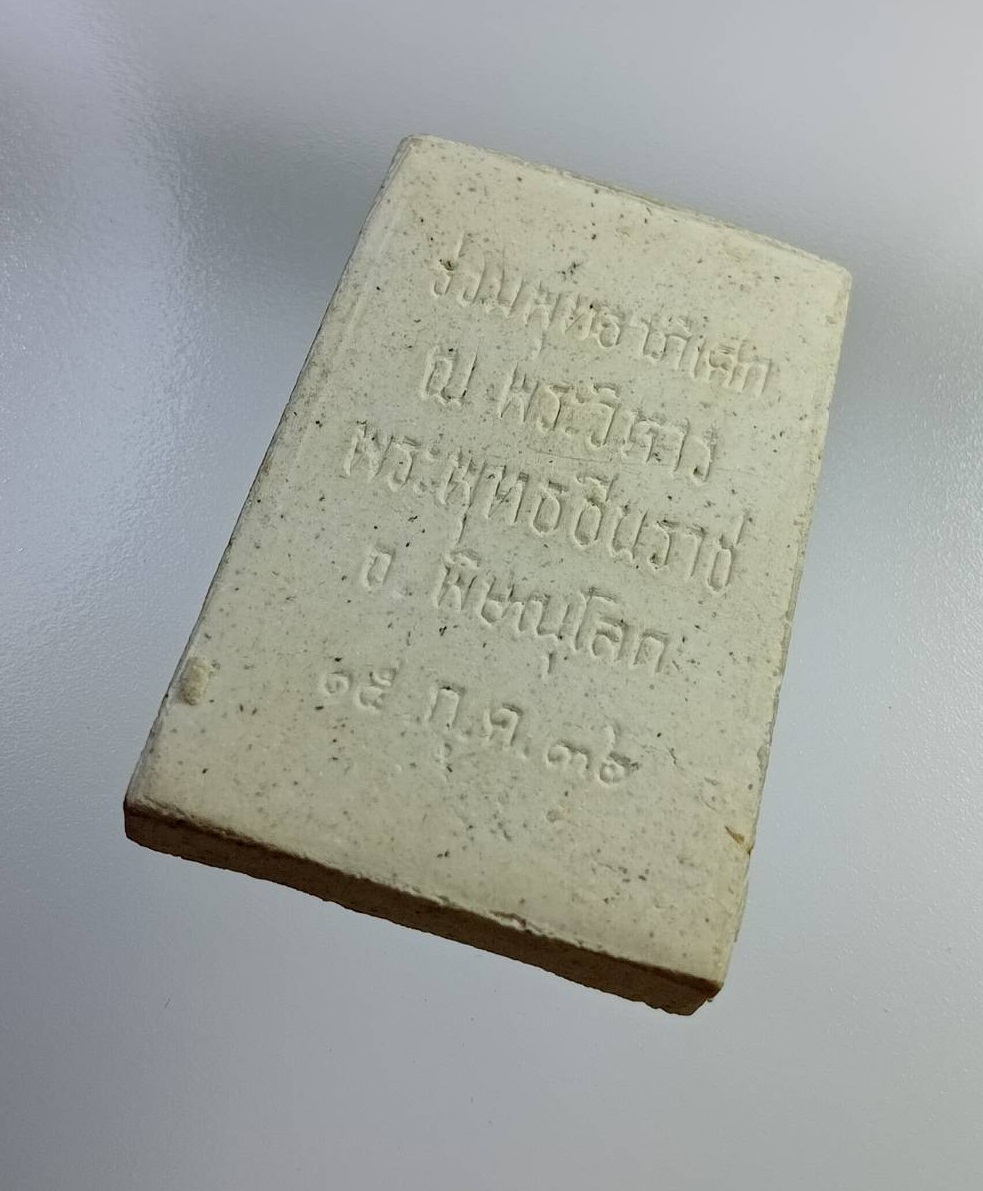 ร่วมพุทธาภิเศก
ณ พระวิหาร
พระพุทธชินราช
จ. พิษณุโลก
๑๕ ก.ค. ๓๖